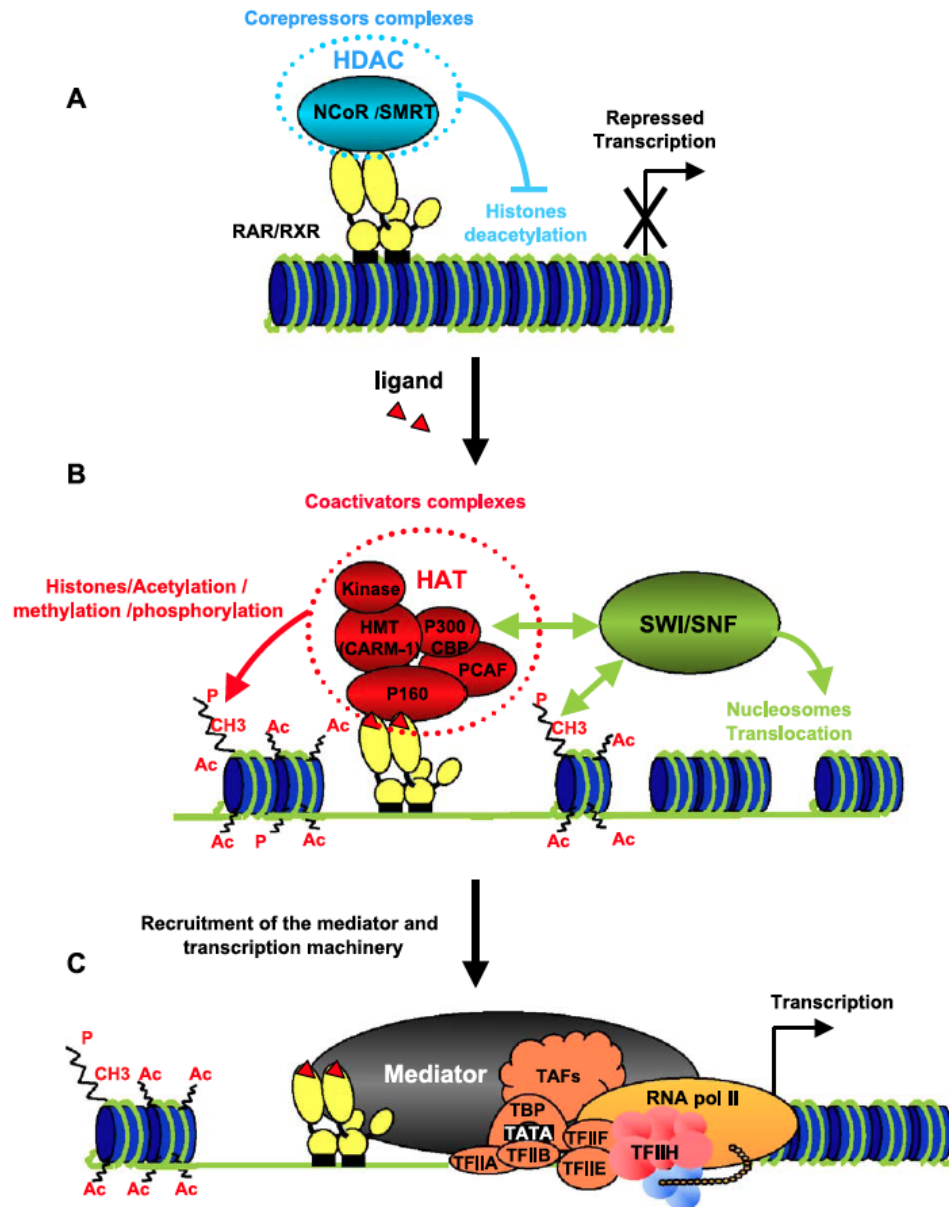 Corepressors complexes
HDAC
A
NCoR /SMRT
Repressed
Transcription
RAR/RXR
Histones
deacetylation
ligand
B
Coactivators complexes
Histones/Acetylation /
methylation /phosphorylation
HAT
Kinase
HMT
(CARM-1)
P300 /
CBP
PCAF
P160
SWI/SNF
Nucleosomes
Translocation
P
CH3
Ac
Ac
Ac
Ac
P
Ac
CH3
Ac
Ac
Ac
Recruitment of the mediator and
transcription machinery
C
Transcription
P
CH3
Ac
Ac
Ac
Ac
Ac
Mediator
TAFs
RNA pol II
TBP
TATA
TFIIF
TFIIA
TFIIB
TFIIE
TFIIH